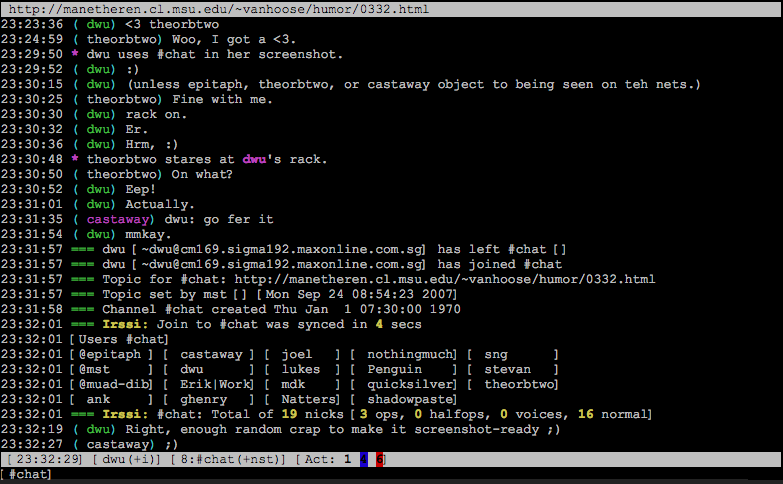 http://manetheren.cl.msu.edu/~vanhoose/humor/0332.html
23:23:36 ( dwu) <3 theorbtwo
23:24:59 ( theorbtwo) Woo, I got a <3.
23:29:50 * dwu uses #chat in her screenshot.
23:29:52 ( dwu) :)
23:30:15 ( dwu) (unless epitaph, theorbtwo, or castaway object to being seen on teh nets.)
23:30:25 ( theorbtwo) Fine with me.
23:30:30 ( dwu) rack on.
23:30:32 ( dwu) Er.
23:30:36 ( dwu) Hrm, :)
23:30:48 * theorbtwo stares at dwu's rack.
23:30:50 ( theorbtwo) On what?
23:30:52 ( dwu) Eep!
23:31:01 ( dwu) Actually.
23:31:35 ( castaway) dwu: go fer it
23:31:54 ( dwu) mmkay.
23:31:57 === dwu [~dwu@cm169.sigma192.maxonline.com.sg] has left #chat []
23:31:57 === dwu [~dwu@cm169.sigma192.maxonline.com.sg] has joined #chat
23:31:57 === Topic for #chat: http://manetheren.cl.msu.edu/~vanhoose/humor/0332.html
23:31:57 === Topic set by mst [] [Mon Sep 24 08:54:23 2007]
23:31:58 === Channel #chat created Thu Jan  1 07:30:00 1970
23:32:01 === Irssi: Join to #chat was synced in 4 secs
23:32:01 [Users #chat]
23:32:01 [@epitaph ] [ castaway ] [ joel    ] [ nothingmuch] [ sng      ]
23:32:01 [@mst     ] [ dwu      ] [ lukes   ] [ Penguin    ] [ stevan   ]
23:32:01 [@muad-dib] [ Erik|Work] [ mdk     ] [ quicksilver] [ theorbtwo]
23:32:01 [ ank     ] [ ghenry   ] [ Natters] [ shadowpaste]
23:32:01 === Irssi: #chat: Total of 19 nicks [3 ops, 0 halfops, 0 voices, 16 normal]
23:32:19 ( dwu) Right, enough random crap to make it screenshot-ready ;)
23:32:27 ( castaway) ;)
[23:32:29] [dwu(+i)] [8:#chat(+nst)] [Act: 1 4 6]
[#chat]